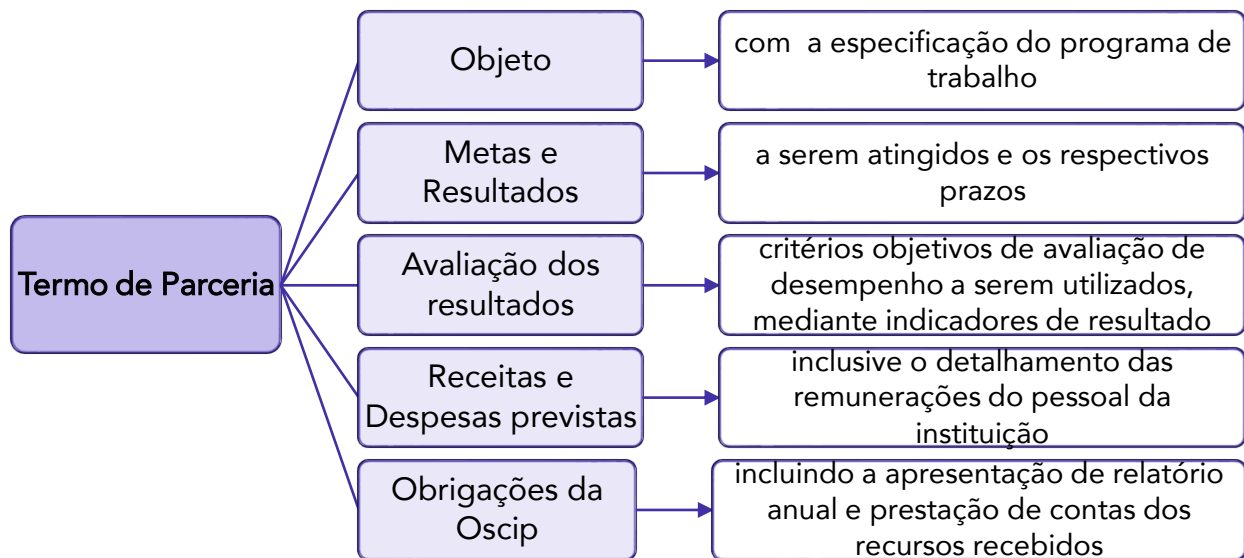 Termo de Parceria
Objeto
com a especificação do programa de
trabalho
Metas e
Resultados
a serem atingidos e os respectivos
prazos
Avaliação dos
resultados
critérios objetivos de avaliação de
desempenho a serem utilizados,
mediante indicadores de resultado
Receitas e
Despesas previstas
inclusive o detalhamento das
remunerações do pessoal da
instituição
Obrigações da
Oscip
incluindo a apresentação de relatório
anual e prestação de contas dos
recursos recebidos